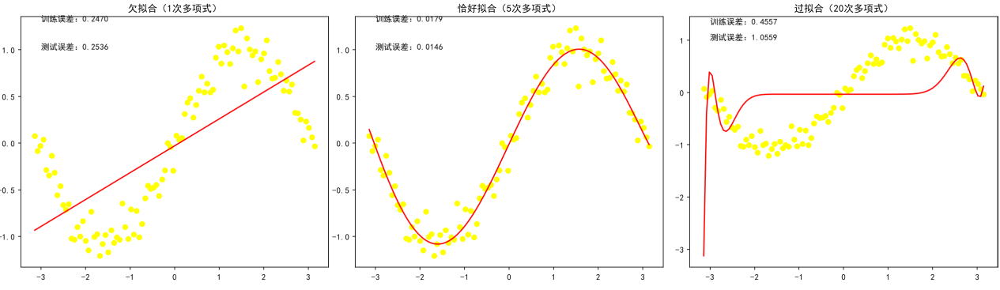 欠拟合（1次多项式）
训练误差: 0.2470
测试误差: 0.2536
1.0
0.5
0.0
-0.5
-1.0
-3 -2 -1 0 1 2 3
恰好拟合（5次多项式）
训练误差: 0.0179
测试误差: 0.0146
1.0
0.5
0.0
-0.5
-1.0
-3 -2 -1 0 1 2 3
过拟合（20次多项式）
训练误差: 0.4557
测试误差: 1.0559
1
0
-1
-2
-3
-3 -2 -1 0 1 2 3